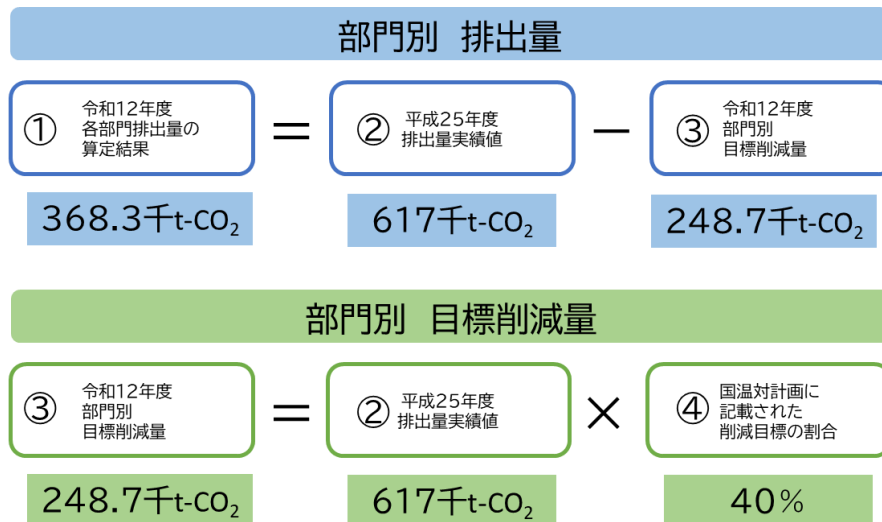 部門別 排出量
① 令和12年度
各部門排出量の
算定結果
＝
② 平成25年度
排出量実績値
−
③ 令和12年度
部門別
目標削減量
368.3千t-CO₂
617千t-CO₂
248.7千t-CO₂
部門別 目標削減量
③ 令和12年度
部門別
目標削減量
＝
② 平成25年度
排出量実績値
×
④ 国温対計画に
記載された
削減目標の割合
248.7千t-CO₂
617千t-CO₂
40%